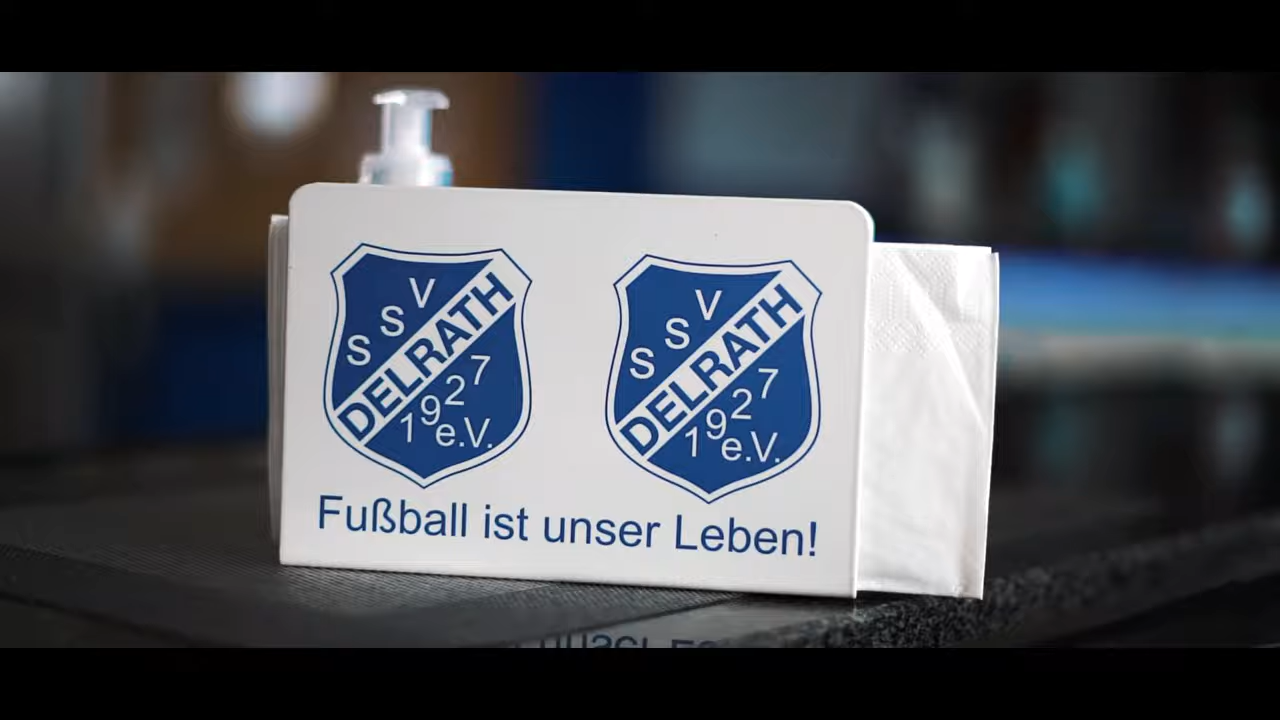 SSV
DELRATH
1927
e.V.
SSV
DELRATH
1927
e.V.
Fußball ist unser Leben!